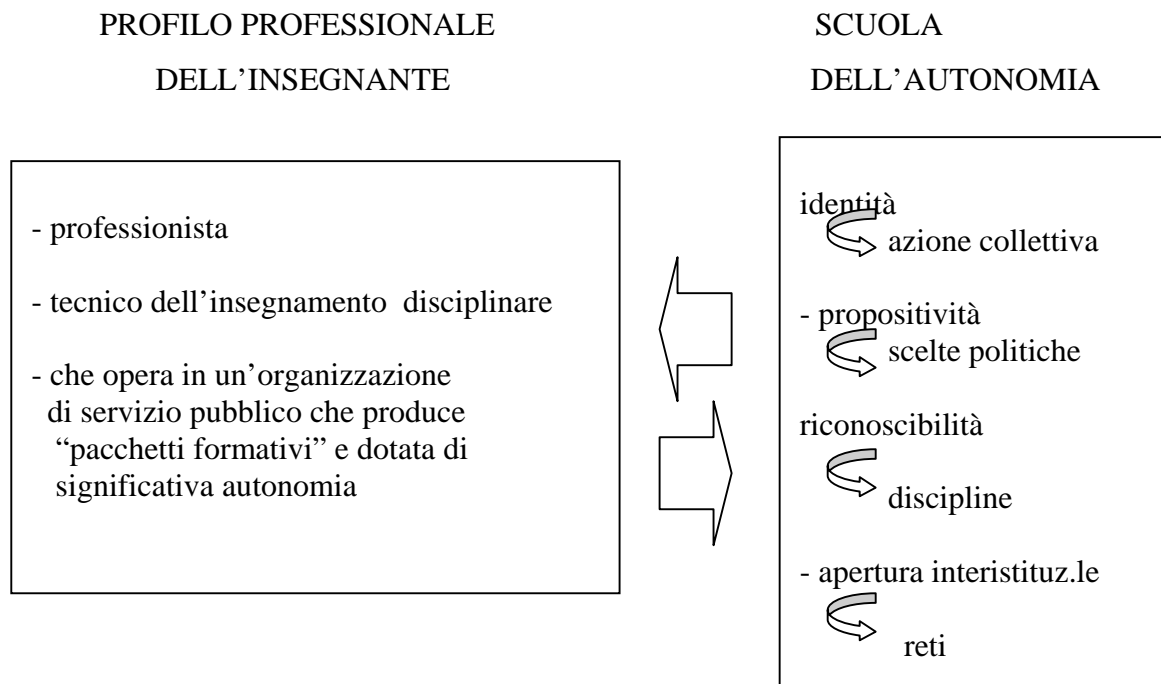 PROFILO PROFESSIONALE
DELL’INSEGNANTE
- professionista
- tecnico dell’insegnamento disciplinare
- che opera in un’organizzazione
di servizio pubblico che produce
“pacchetti formativi” e dotata di
significativa autonomia
SCUOLA
DELL’AUTONOMIA
identità
azione collettiva
- propositività
scelte politiche
riconoscibilità
discipline
- apertura interistituz.le
reti